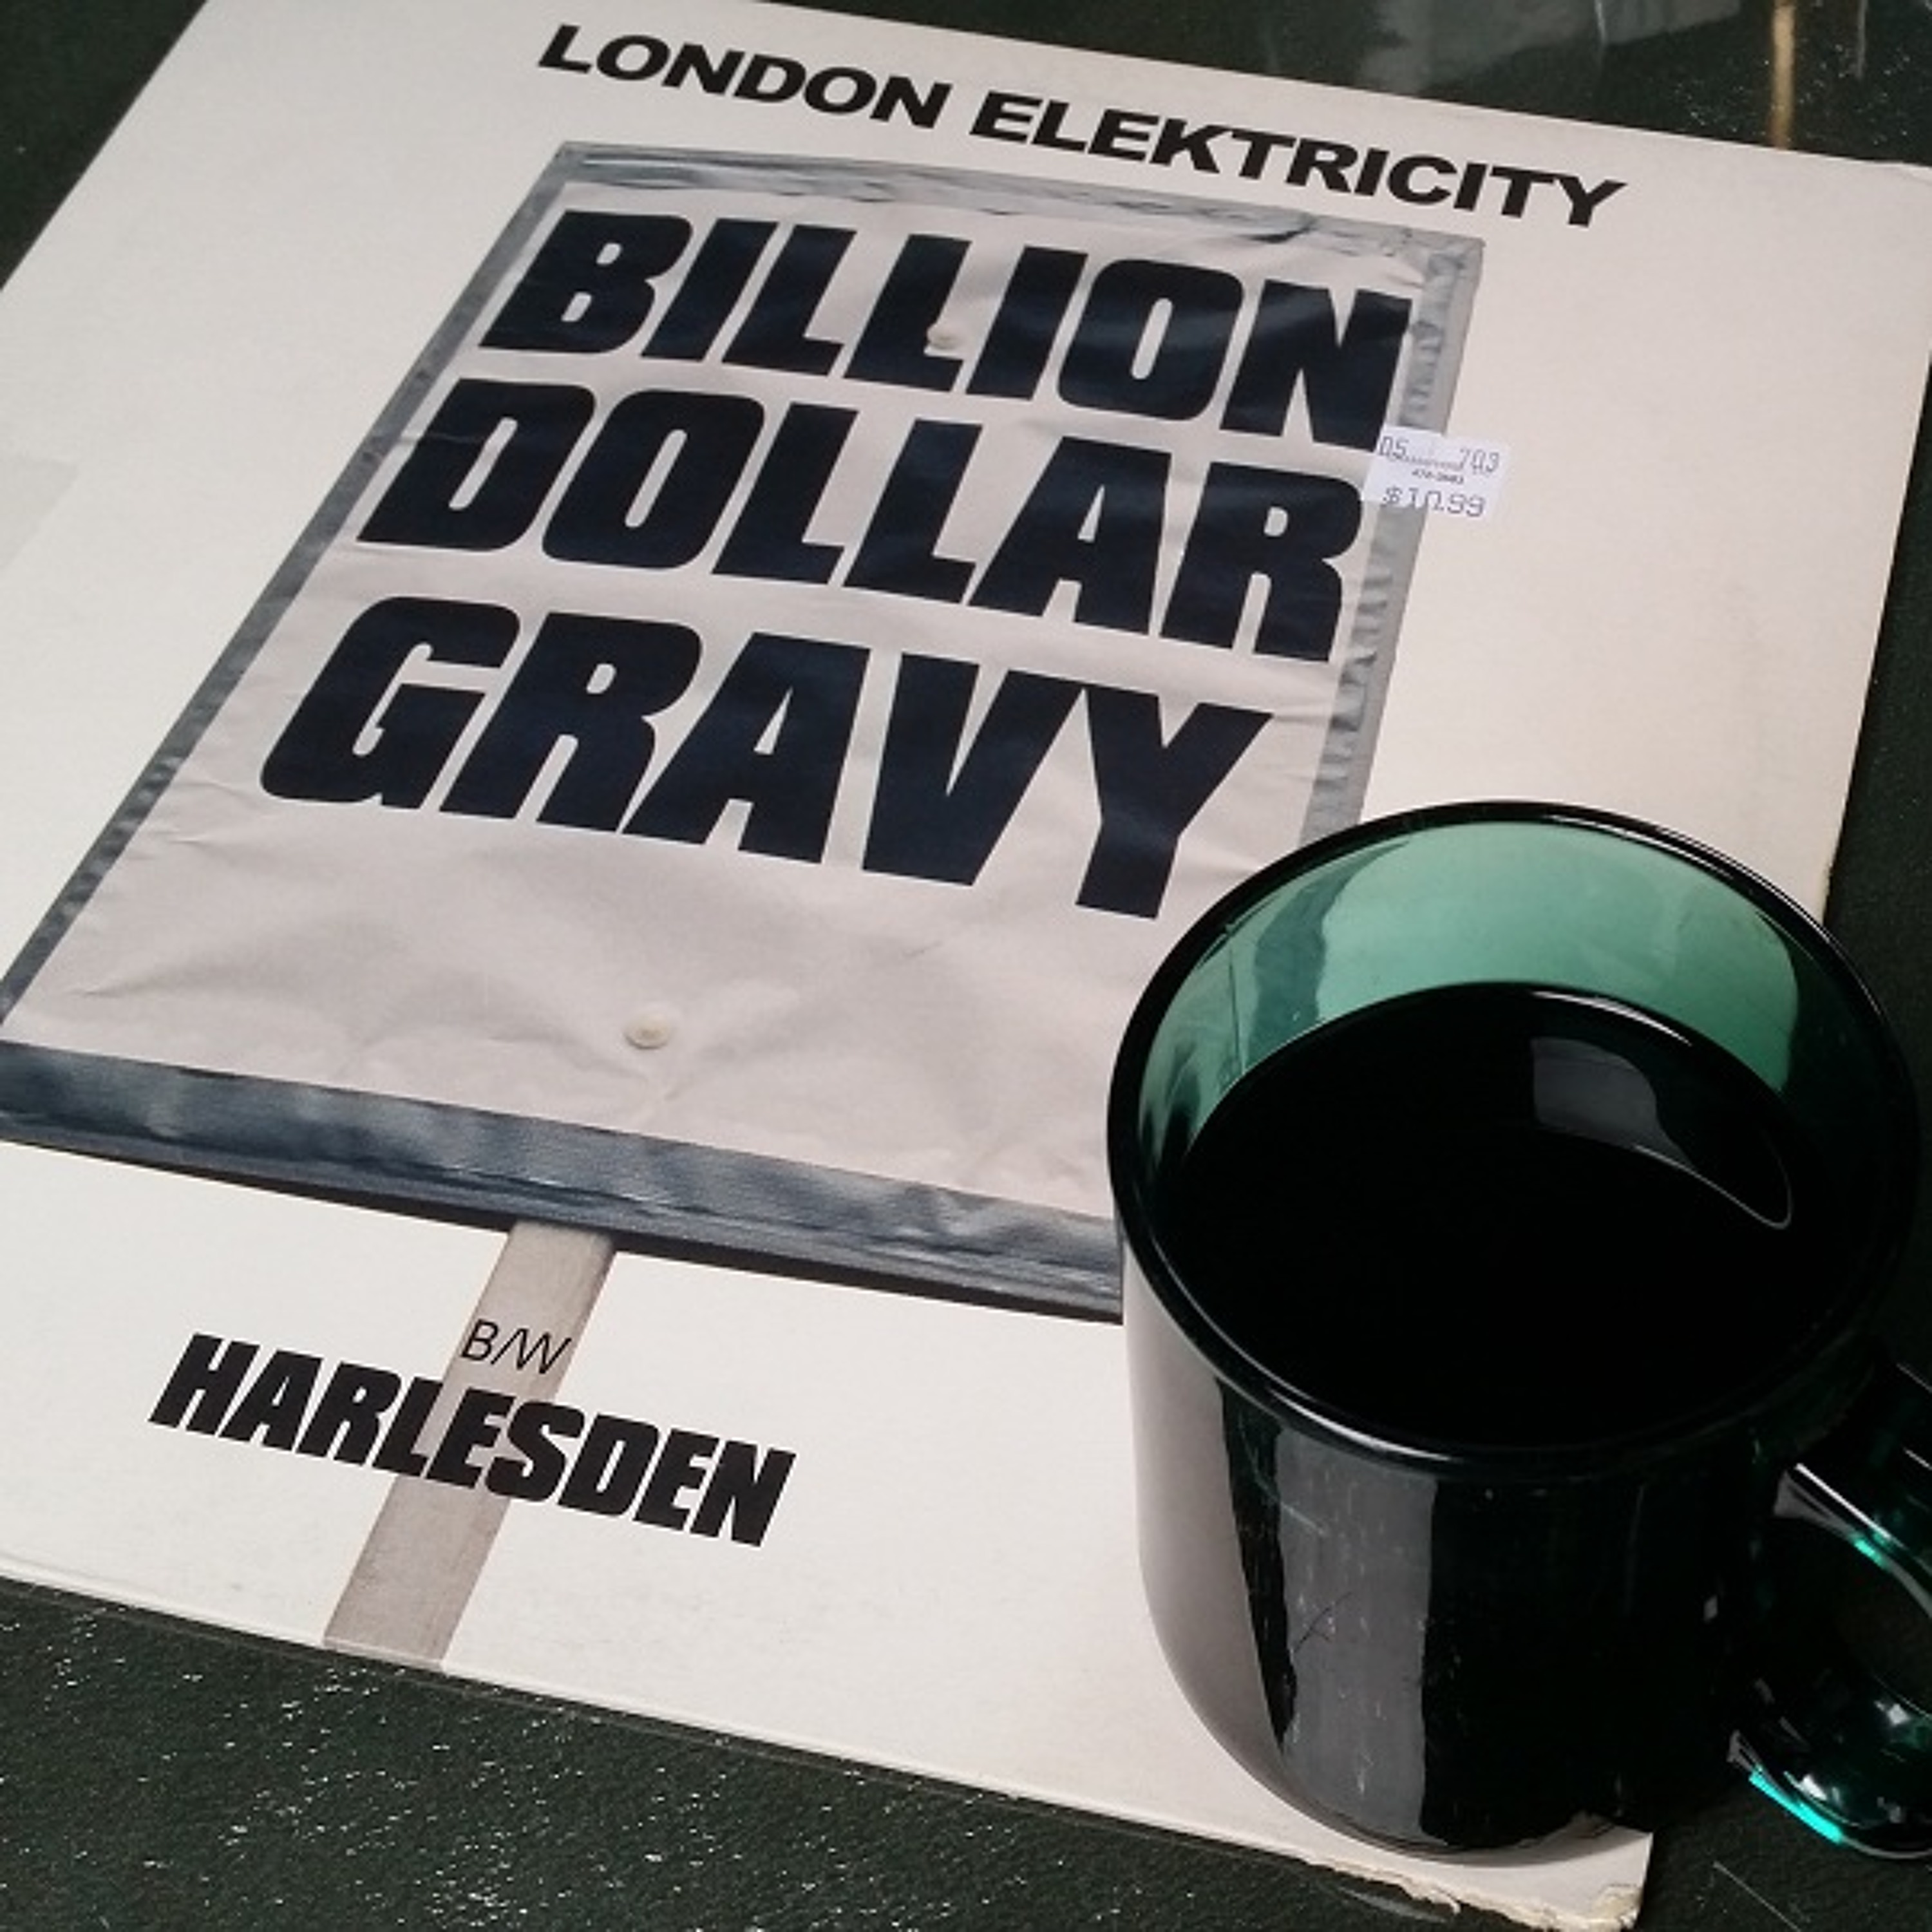 LONDON ELEKTRICITY
BILLION
DOLLAR
GRAVY
$10.99
B/W
HARLESDEN